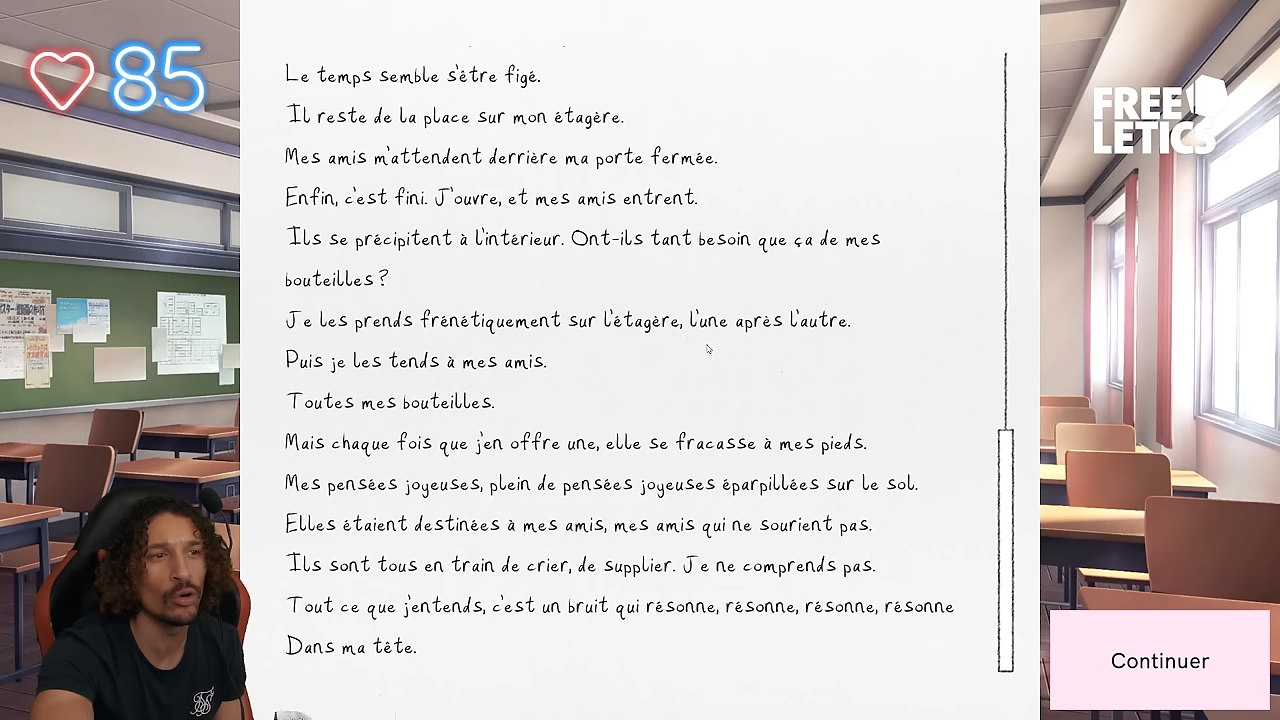 85
FREE
LETICS
Le temps semble s'être figé.
Il reste de la place sur mon étagère.
Mes amis m'attendent derrière ma porte fermée.
Enfin, c'est fini. J'ouvre, et mes amis entrent.
Ils se précipitent à l'intérieur. Ont-ils tant besoin que ça de mes
bouteilles ?
Je les prends frénétiquement sur l'étagère, l'une après l'autre.
Puis je les tends à mes amis.
Toutes mes bouteilles.
Mais chaque fois que j'en offre une, elle se fracasse à mes pieds.
Mes pensées joyeuses, plein de pensées joyeuses éparpillées sur le sol.
Elles étaient destinées à mes amis, mes amis qui ne sourient pas.
Ils sont tous en train de crier, de supplier. Je ne comprends pas.
Tout ce que j'entends, c'est un bruit qui résonne, résonne, résonne, résonne
Dans ma tête.
Continuer